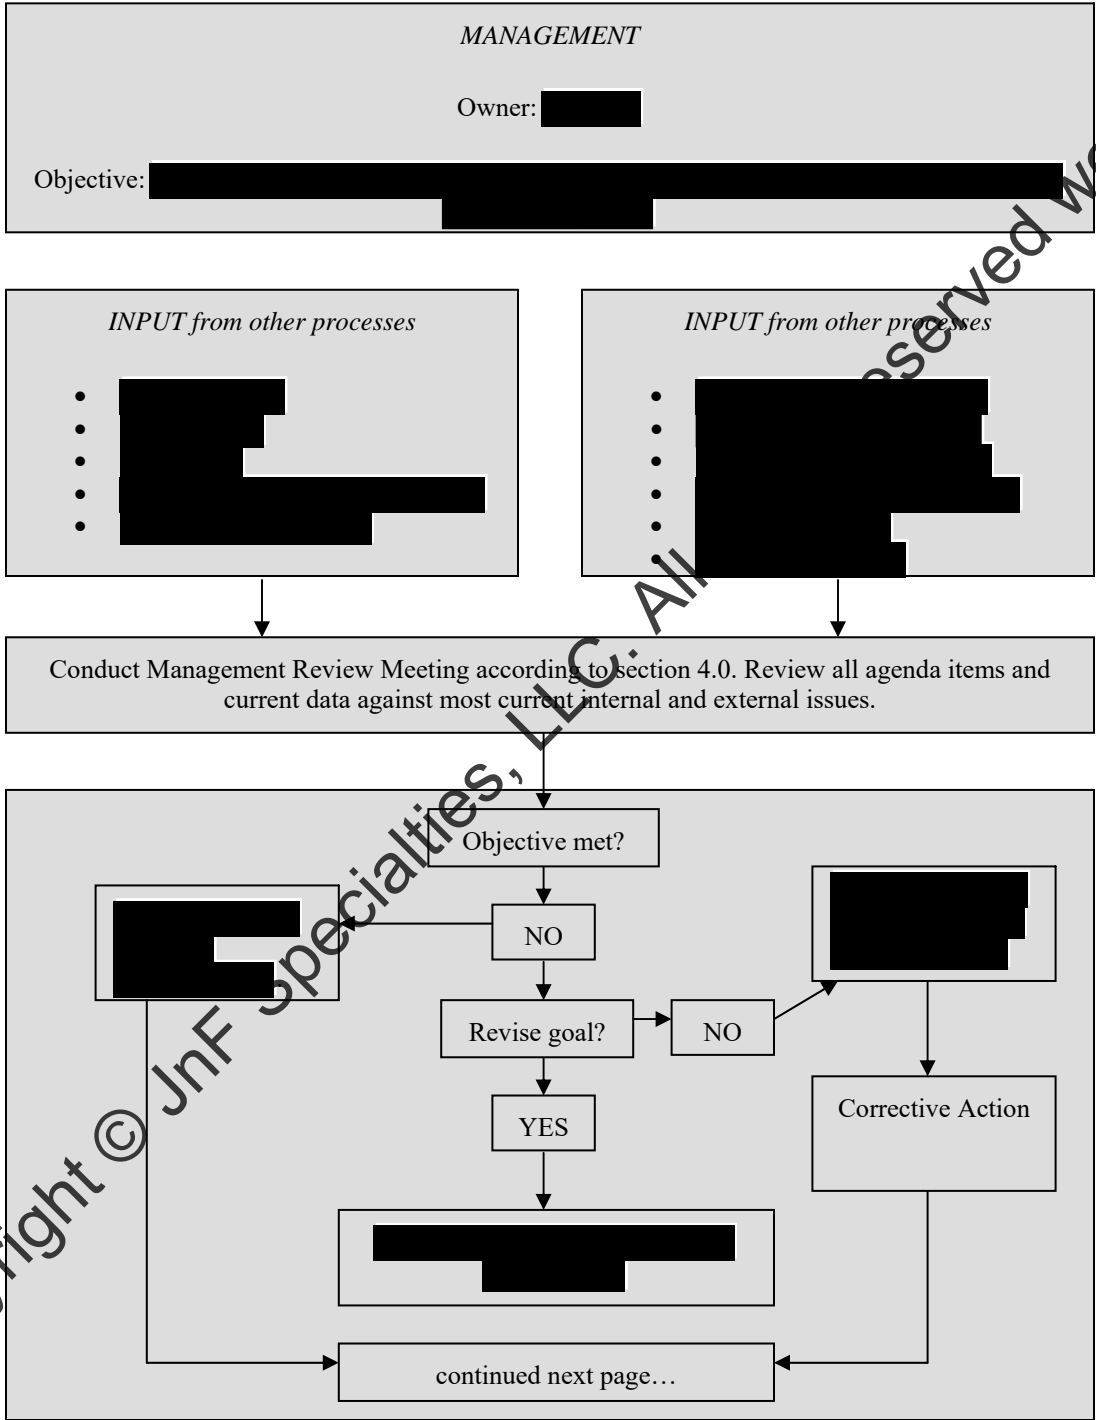 MANAGEMENT
Owner:
Objective:
INPUT from other processes
•
•
•
•
•
INPUT from other processes
•
•
•
•
•
•
Conduct Management Review Meeting according to section 4.0. Review all agenda items and
current data against most current internal and external issues.
Objective met?
NO
Revise goal?
NO
YES
Corrective Action
continued next page…
right © JnF Specialties, LLC. All eserved